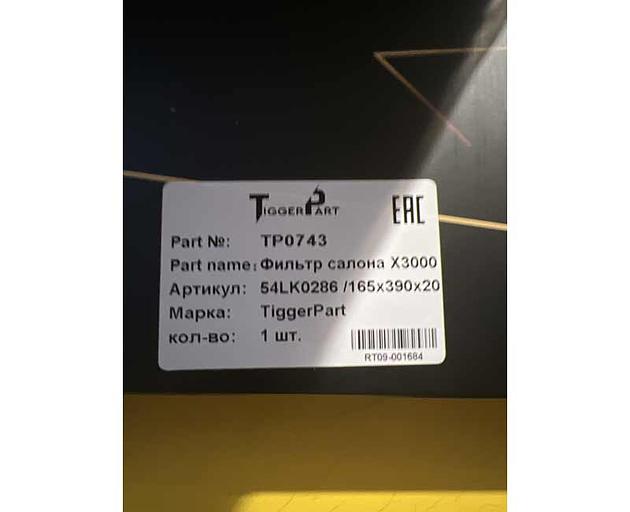 TIGGERPART
EAC
Part №: TP0743
Part name: Фильтр салона X3000
Артикул: 54LK0286 /165x390x20
Марка: TiggerPart
кол-во: 1 шт.
RT09-001684